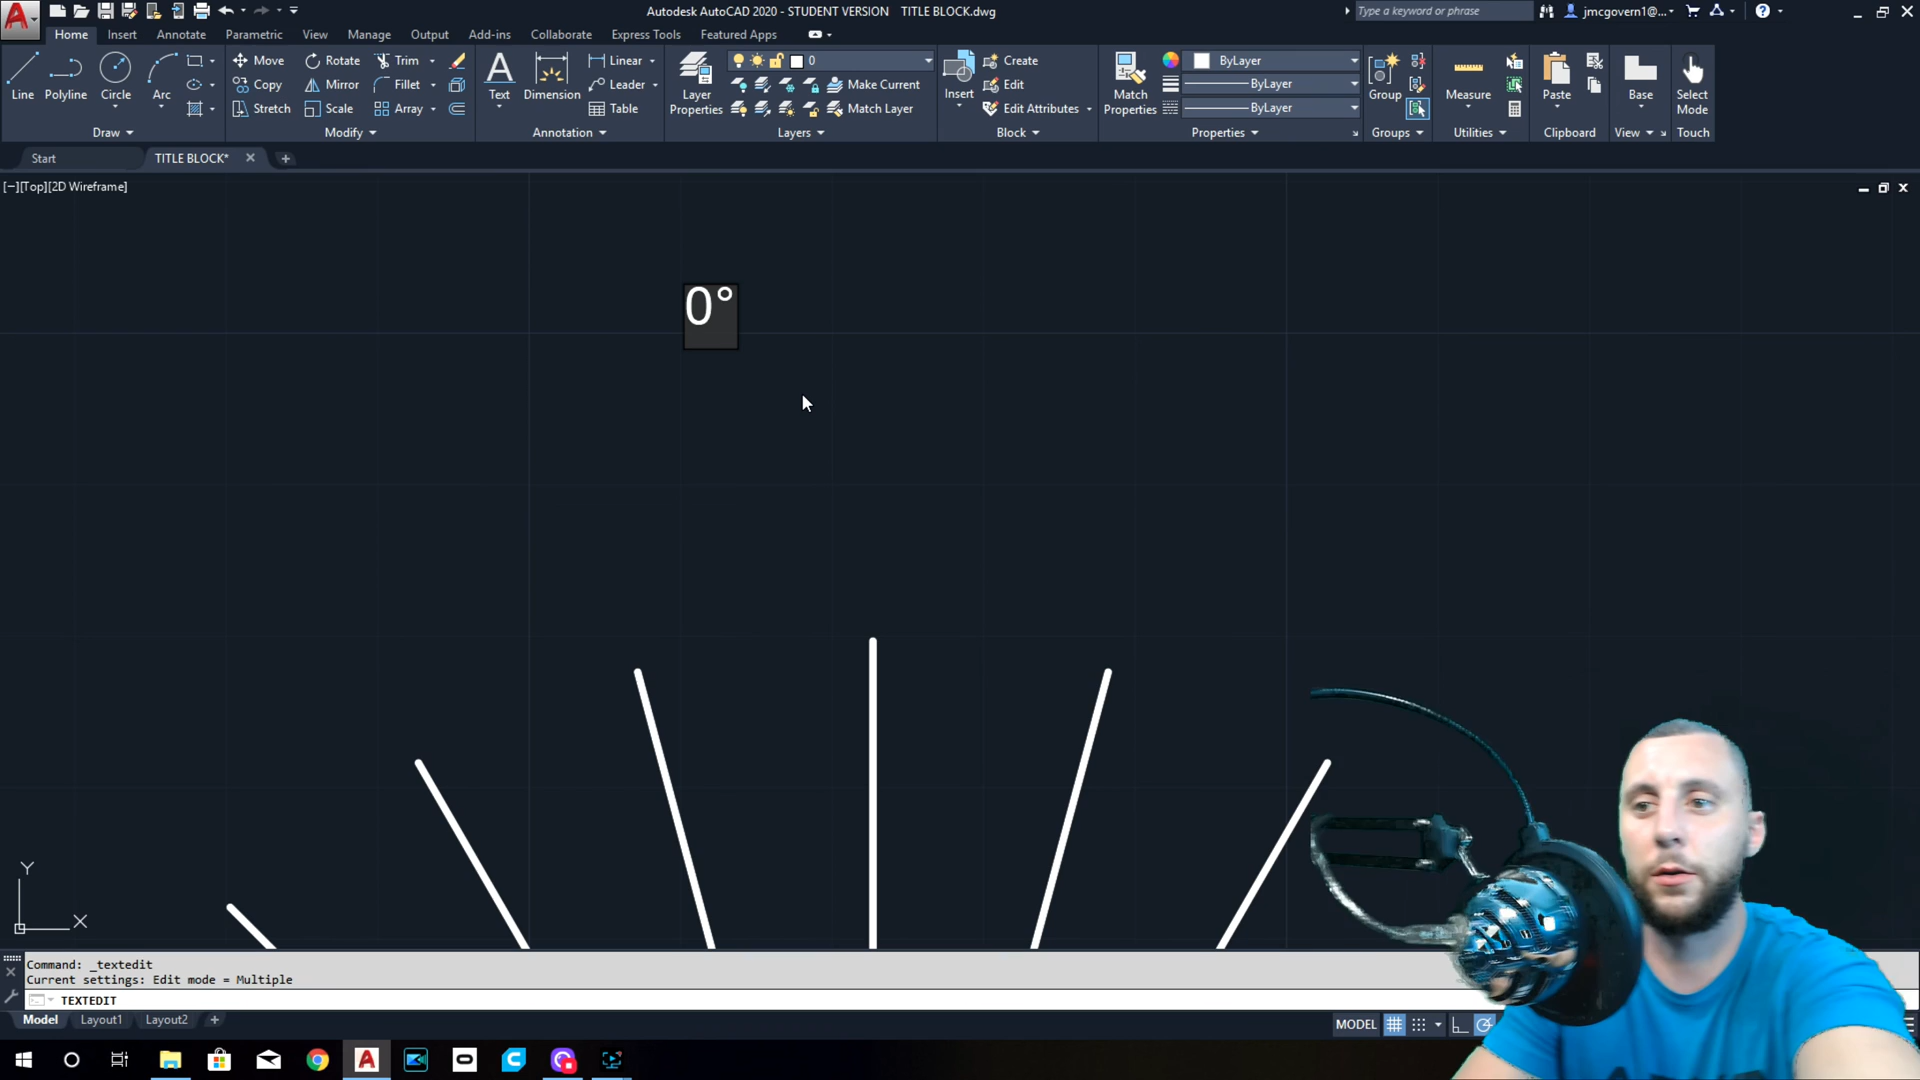 Autodesk AutoCAD 2020 - STUDENT VERSION TITLE BLOCK.dwg
Type a keyword or phrase
jmcgovern1@...
Home Insert Annotate Parametric View Manage Output Add-ins Collaborate Express Tools Featured Apps
Line Polyline Circle Arc
Draw
Move Rotate Trim
Copy Mirror Fillet
Stretch Scale Array
Modify
Text Dimension
Linear
Leader
Table
Annotation
Layer Properties
0
Make Current
Match Layer
Layers
Insert
Create
Edit
Edit Attributes
Block
Match Properties
ByLayer
ByLayer
ByLayer
Properties
Group
Groups
Measure
Utilities
Paste
Clipboard
Base
View
Select Mode
Touch
Start TITLE BLOCK*
[−][Top][2D Wireframe]
0°
Y
X
Command: _textedit
Current settings: Edit mode = Multiple
TEXTEDIT
Model Layout1 Layout2
MODEL